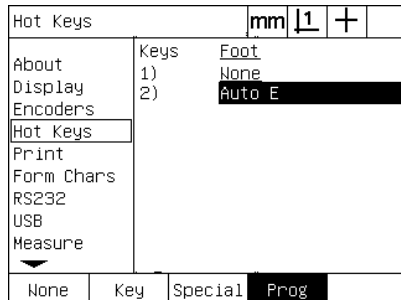 Hot Keys mm 1
About
Display
Encoders
Hot Keys
Print
Form Chars
RS232
USB
Measure
Keys Foot
1) None
2) Auto E
None Key Special Prog